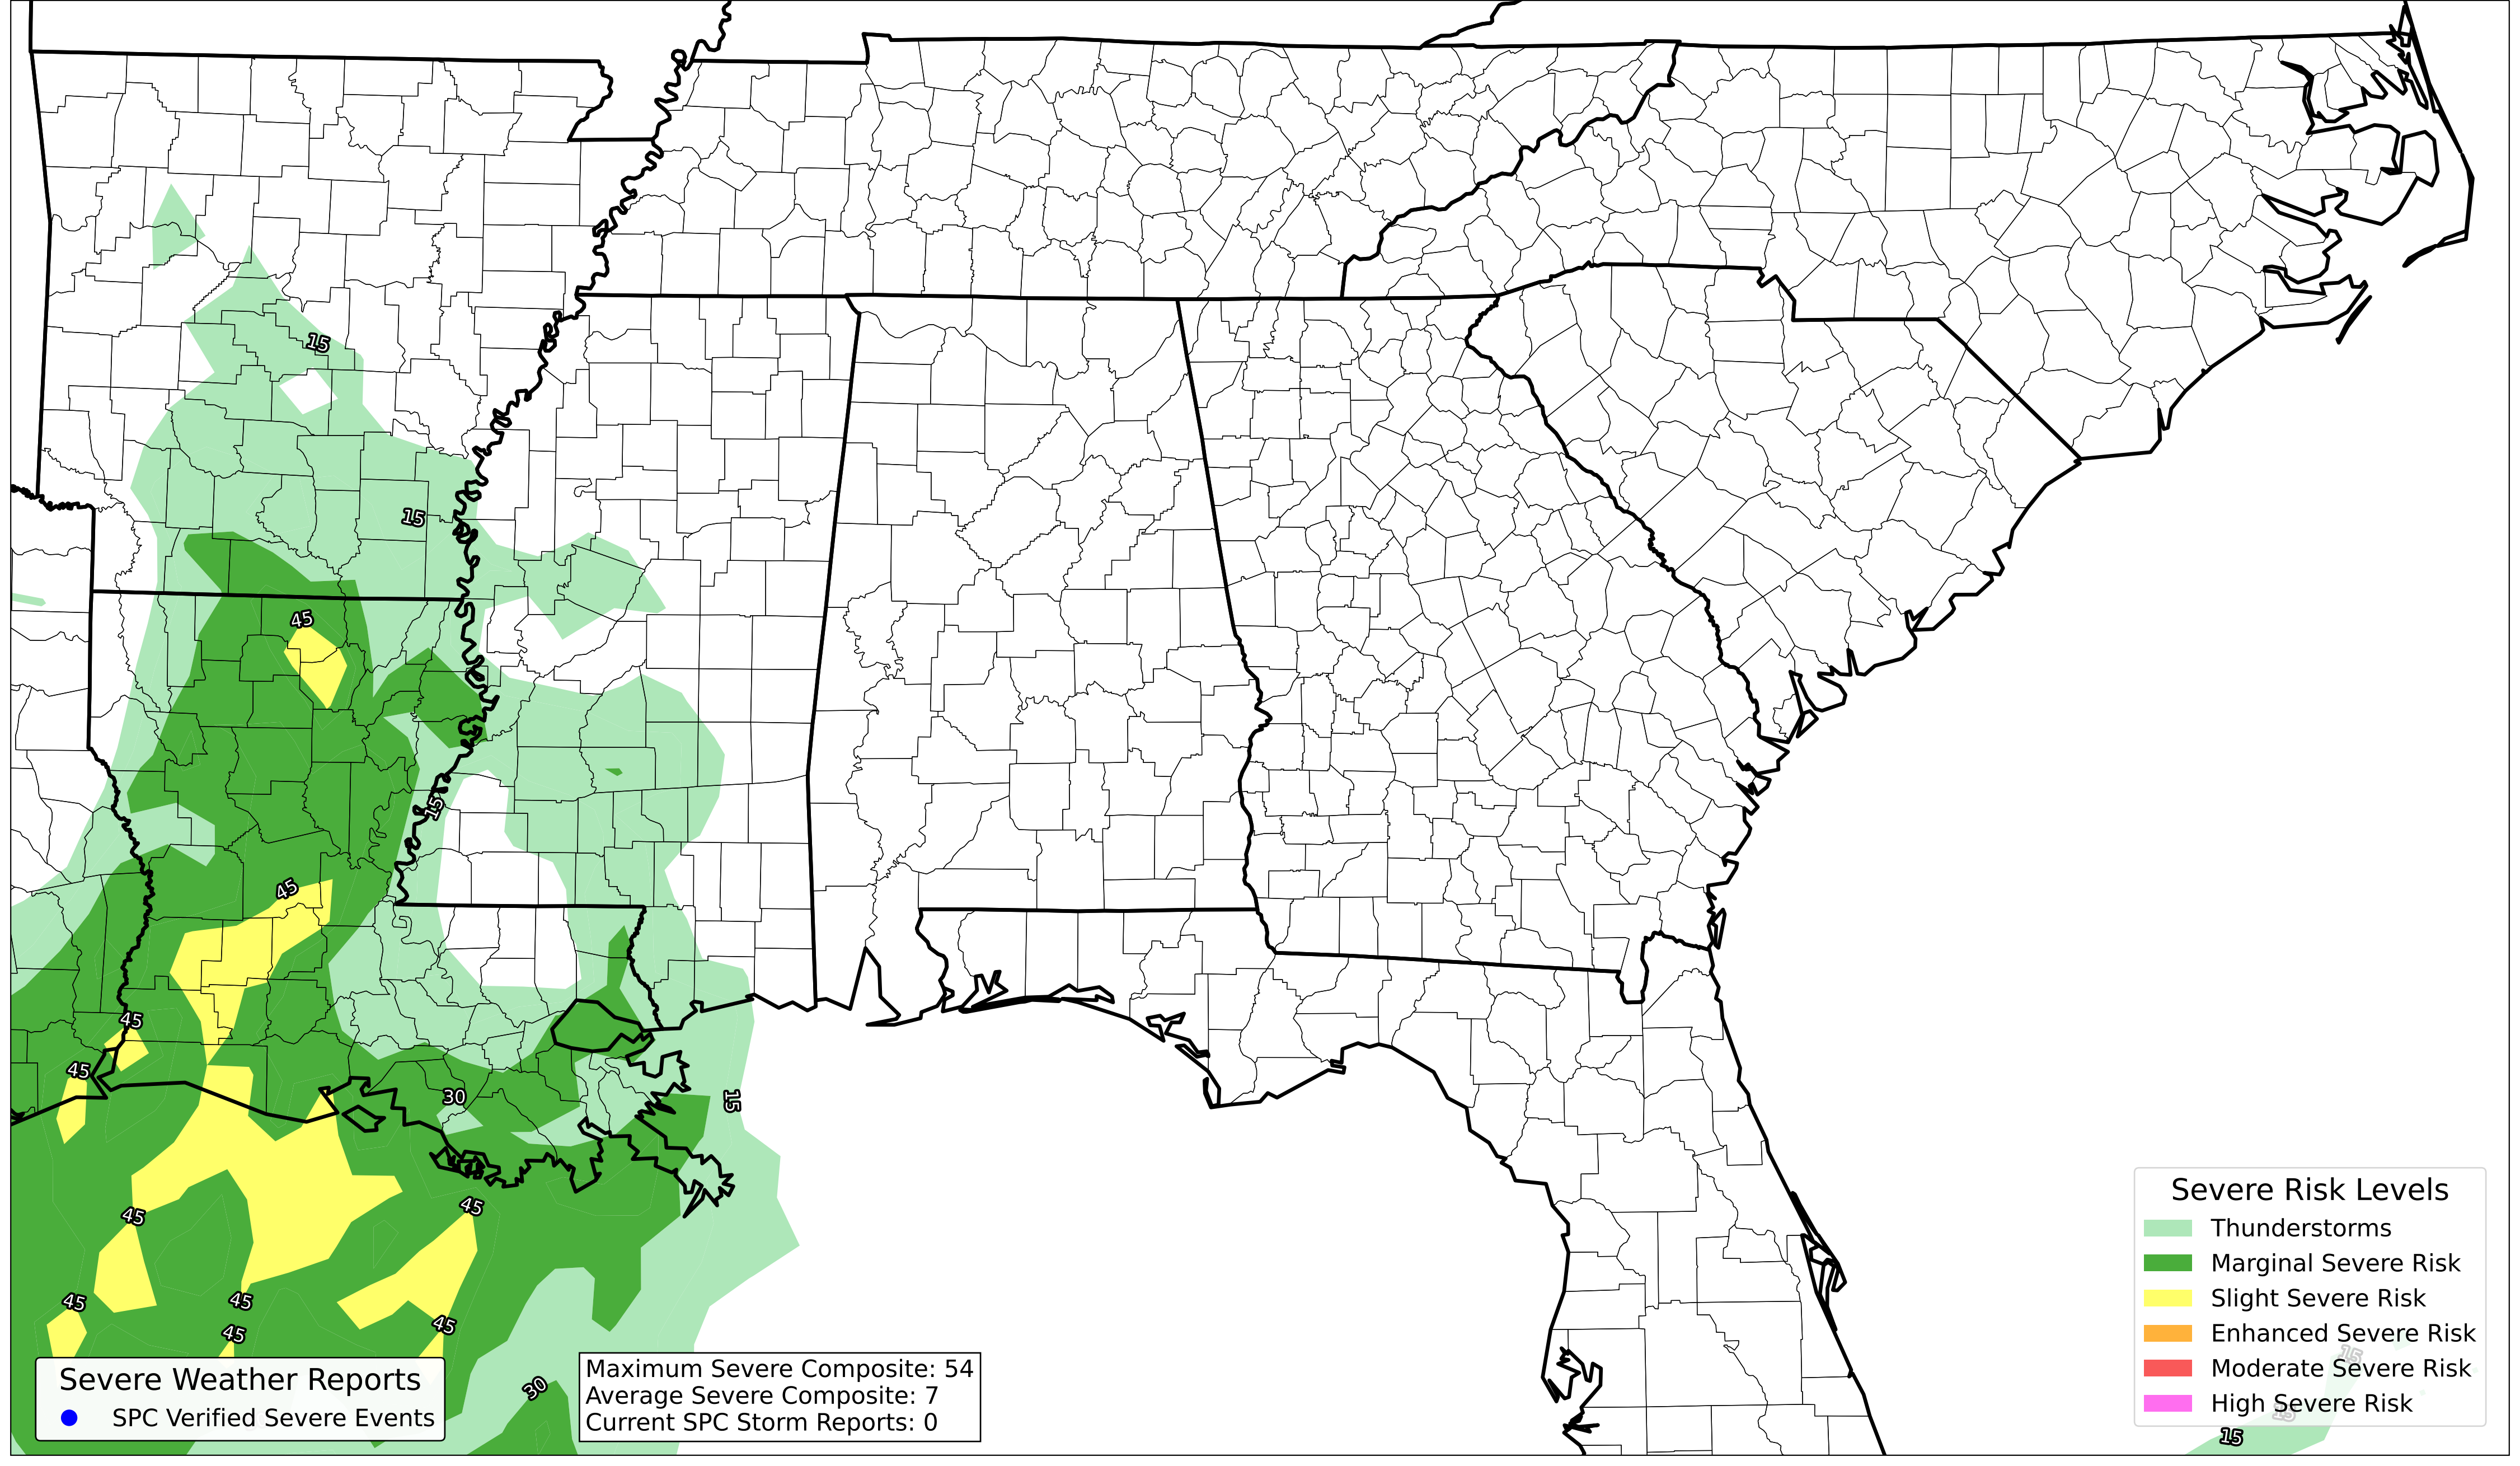 15
15
45
15
45
45
45
30
15
45
45
45
45
45
45
30
Severe Weather Reports
SPC Verified Severe Events
Maximum Severe Composite: 54
Average Severe Composite: 7
Current SPC Storm Reports: 0
Severe Risk Levels
Thunderstorms
Marginal Severe Risk
Slight Severe Risk
Enhanced Severe Risk
Moderate Severe Risk
High Severe Risk
15
15
15